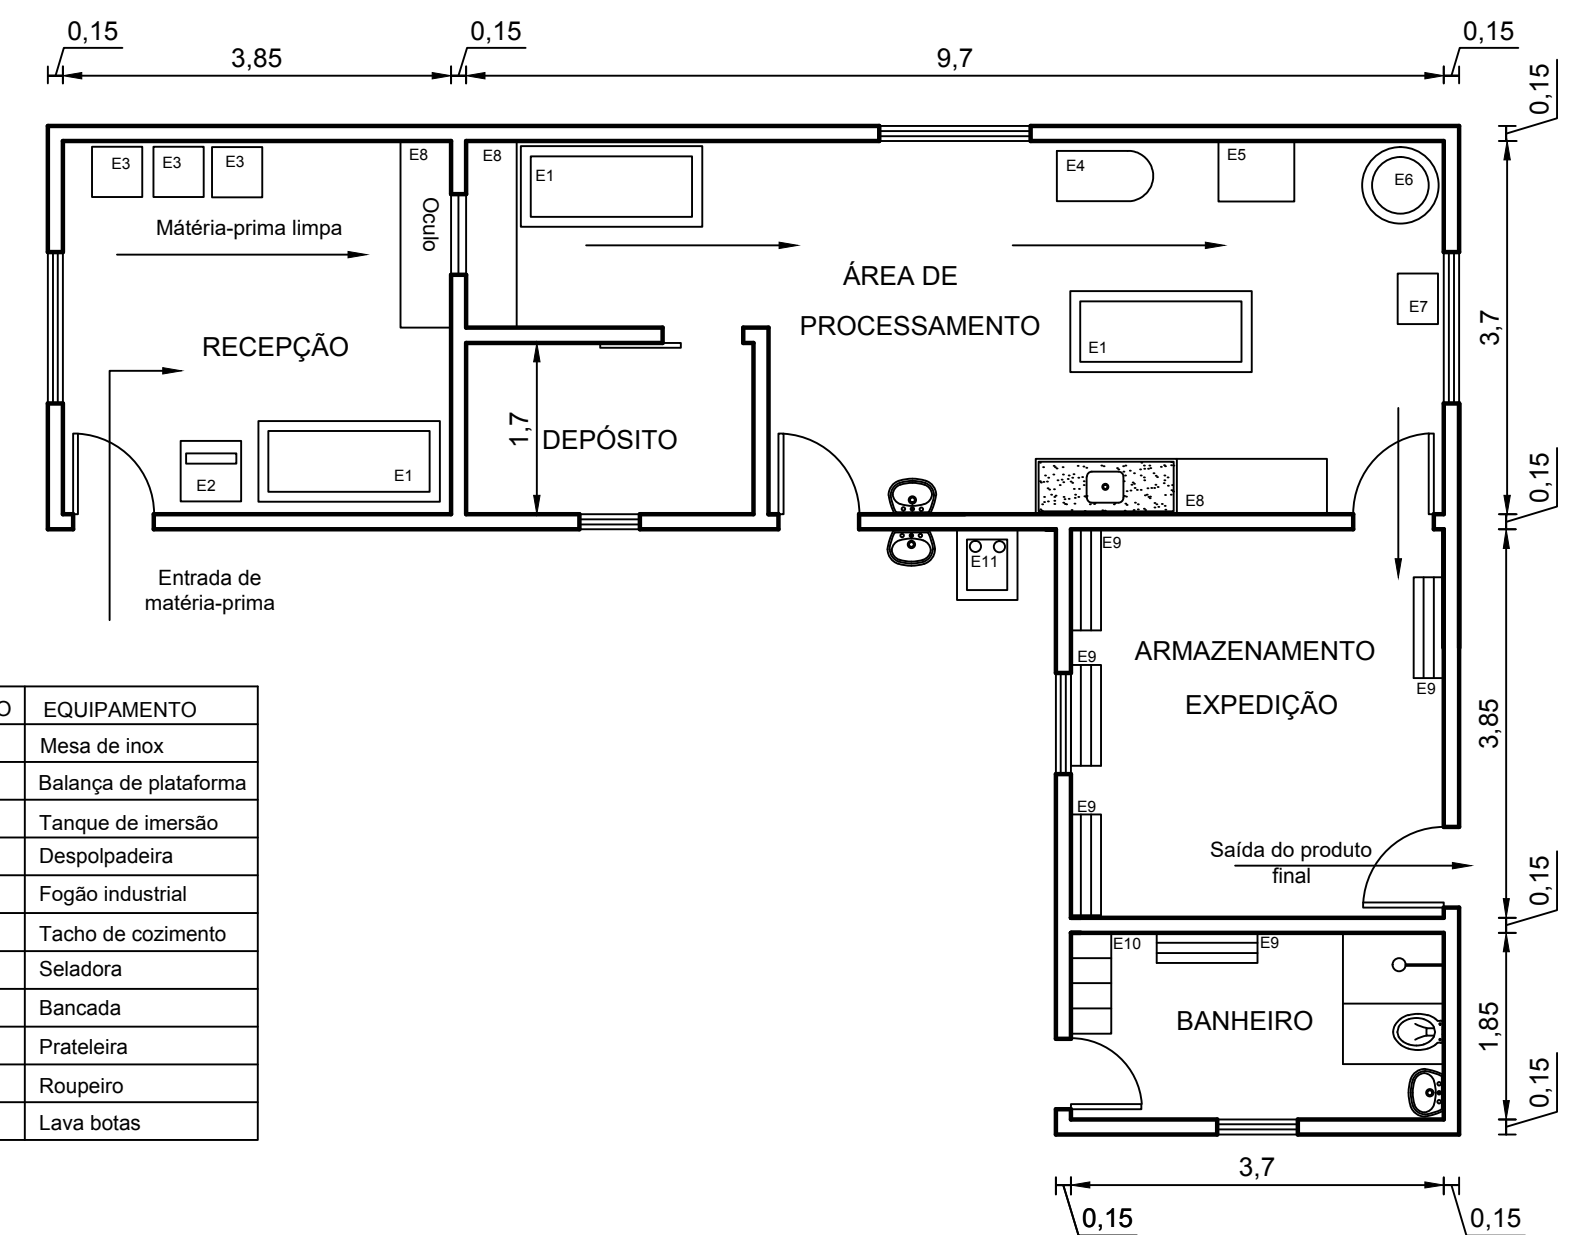 0,15
0,15
0,15
3,85
9,7
0,15
E3
E3
E3
E8
E8
E1
E4
E5
E6
Mátéria-prima limpa
Oculo
ÁREA DE
PROCESSAMENTO
E7
RECEPÇÃO
E1
3,7
1,7
DEPÓSITO
E2
E1
E8
0,15
Entrada de
matéria-prima
E11
E9
ARMAZENAMENTO
EXPEDIÇÃO
E9
E9
3,85
E9
Saída do produto
final
0,15
O EQUIPAMENTO
Mesa de inox
Balança de plataforma
Tanque de imersão
Despolpadeira
Fogão industrial
Tacho de cozimento
Seladora
Bancada
Prateleira
Roupeiro
Lava botas
E10
E9
BANHEIRO
1,85
0,15
3,7
0,15
0,15